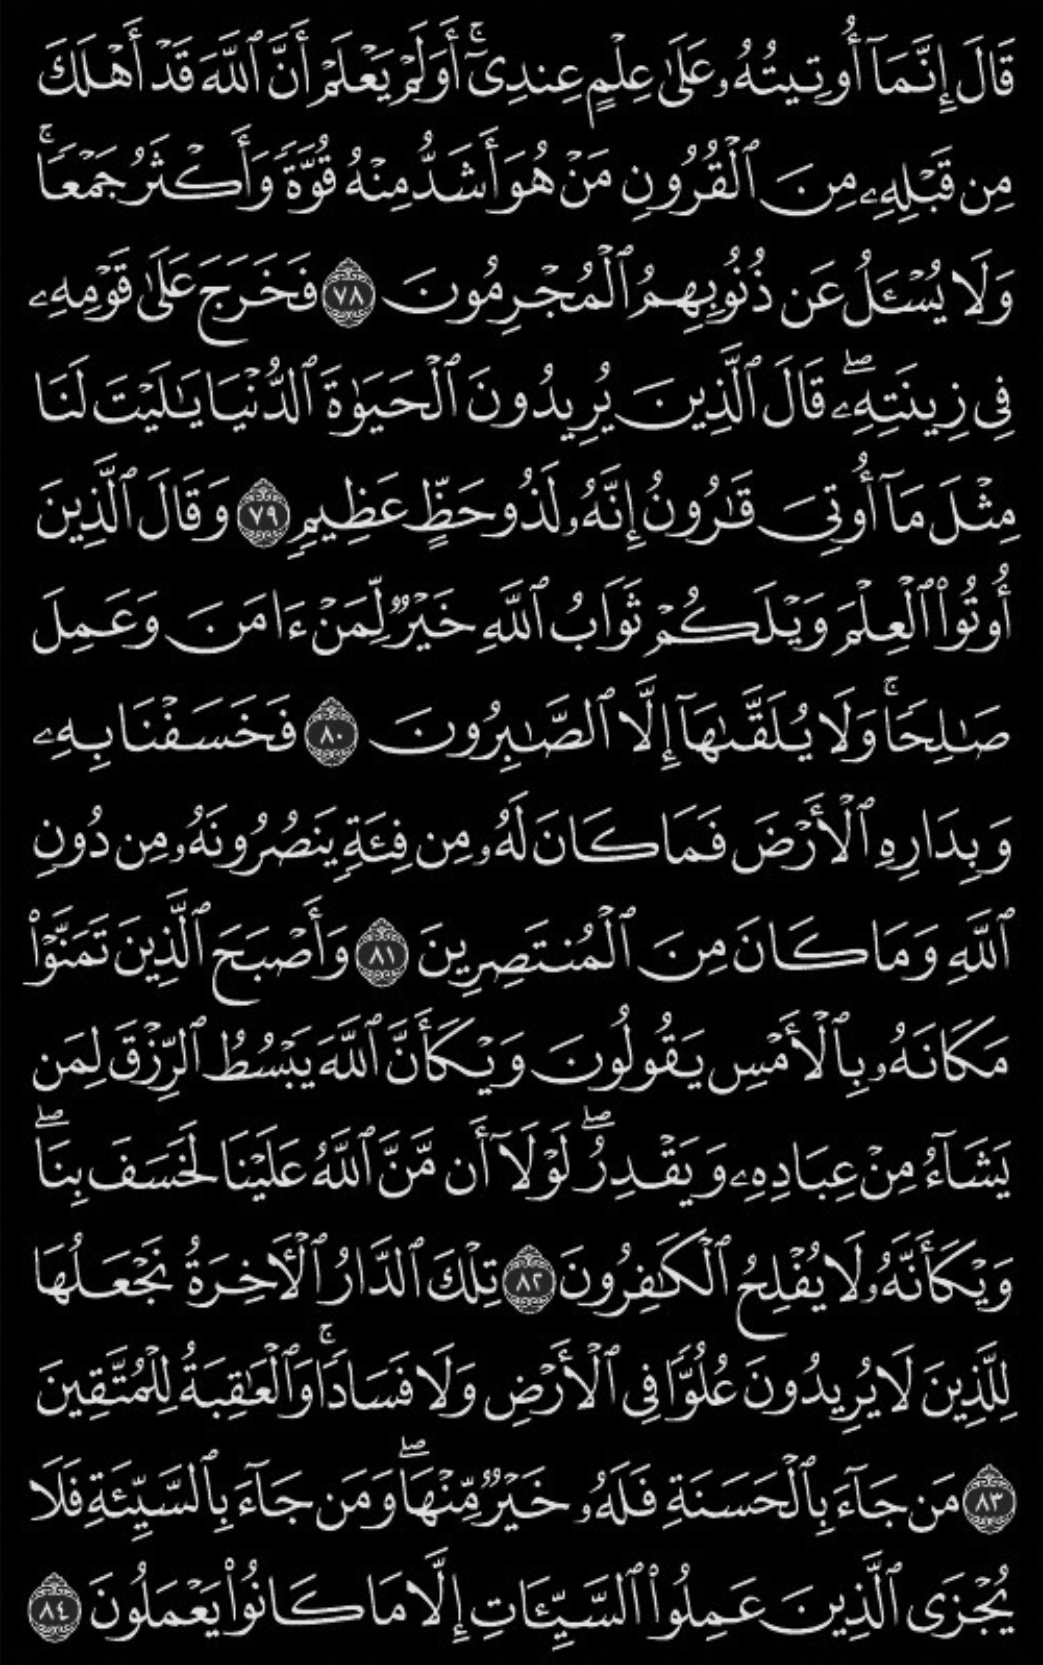 قَالَ إِنَّمَآ أُوتِيتُهُۥ عَلَىٰ عِلْمٍ عِندِىٓ ۚ أَوَلَمْ يَعْلَمْ أَنَّ ٱللَّهَ قَدْ أَهْلَكَ
مِن قَبْلِهِۦ مِنَ ٱلْقُرُونِ مَنْ هُوَ أَشَدُّ مِنْهُ قُوَّةً وَأَكْثَرُ جَمْعًا ۚ
وَلَا يُسْـَٔلُ عَن ذُنُوبِهِمُ ٱلْمُجْرِمُونَ ٧٨ فَخَرَجَ عَلَىٰ قَوْمِهِۦ
فِى زِينَتِهِۦ ۖ قَالَ ٱلَّذِينَ يُرِيدُونَ ٱلْحَيَوٰةَ ٱلدُّنْيَا يَـٰلَيْتَ لَنَا
مِثْلَ مَآ أُوتِىَ قَـٰرُونُ إِنَّهُۥ لَذُو حَظٍّ عَظِيمٍ ٧٩ وَقَالَ ٱلَّذِينَ
أُوتُوا۟ ٱلْعِلْمَ وَيْلَكُمْ ثَوَابُ ٱللَّهِ خَيْرٌ لِّمَنْ ءَامَنَ وَعَمِلَ
صَـٰلِحًا ۚ وَلَا يُلَقَّىٰهَآ إِلَّا ٱلصَّـٰبِرُونَ ٨٠ فَخَسَفْنَا بِهِۦ
وَبِدَارِهِ ٱلْأَرْضَ فَمَا كَانَ لَهُۥ مِن فِئَةٍ يَنصُرُونَهُۥ مِن دُونِ
ٱللَّهِ وَمَا كَانَ مِنَ ٱلْمُنتَصِرِينَ ٨١ وَأَصْبَحَ ٱلَّذِينَ تَمَنَّوْا۟
مَكَانَهُۥ بِٱلْأَمْسِ يَقُولُونَ وَيْكَأَنَّ ٱللَّهَ يَبْسُطُ ٱلرِّزْقَ لِمَن
يَشَآءُ مِنْ عِبَادِهِۦ وَيَقْدِرُ ۖ لَوْلَآ أَن مَّنَّ ٱللَّهُ عَلَيْنَا لَخَسَفَ بِنَا ۖ
وَيْكَأَنَّهُۥ لَا يُفْلِحُ ٱلْكَـٰفِرُونَ ٨٢ تِلْكَ ٱلدَّارُ ٱلْـَٔاخِرَةُ نَجْعَلُهَا
لِلَّذِينَ لَا يُرِيدُونَ عُلُوًّا فِى ٱلْأَرْضِ وَلَا فَسَادًا ۚ وَٱلْعَـٰقِبَةُ لِلْمُتَّقِينَ
٨٣ مَن جَآءَ بِٱلْحَسَنَةِ فَلَهُۥ خَيْرٌ مِّنْهَا ۖ وَمَن جَآءَ بِٱلسَّيِّئَةِ فَلَا
يُجْزَى ٱلَّذِينَ عَمِلُوا۟ ٱلسَّيِّـَٔاتِ إِلَّا مَا كَانُوا۟ يَعْمَلُونَ ٨٤